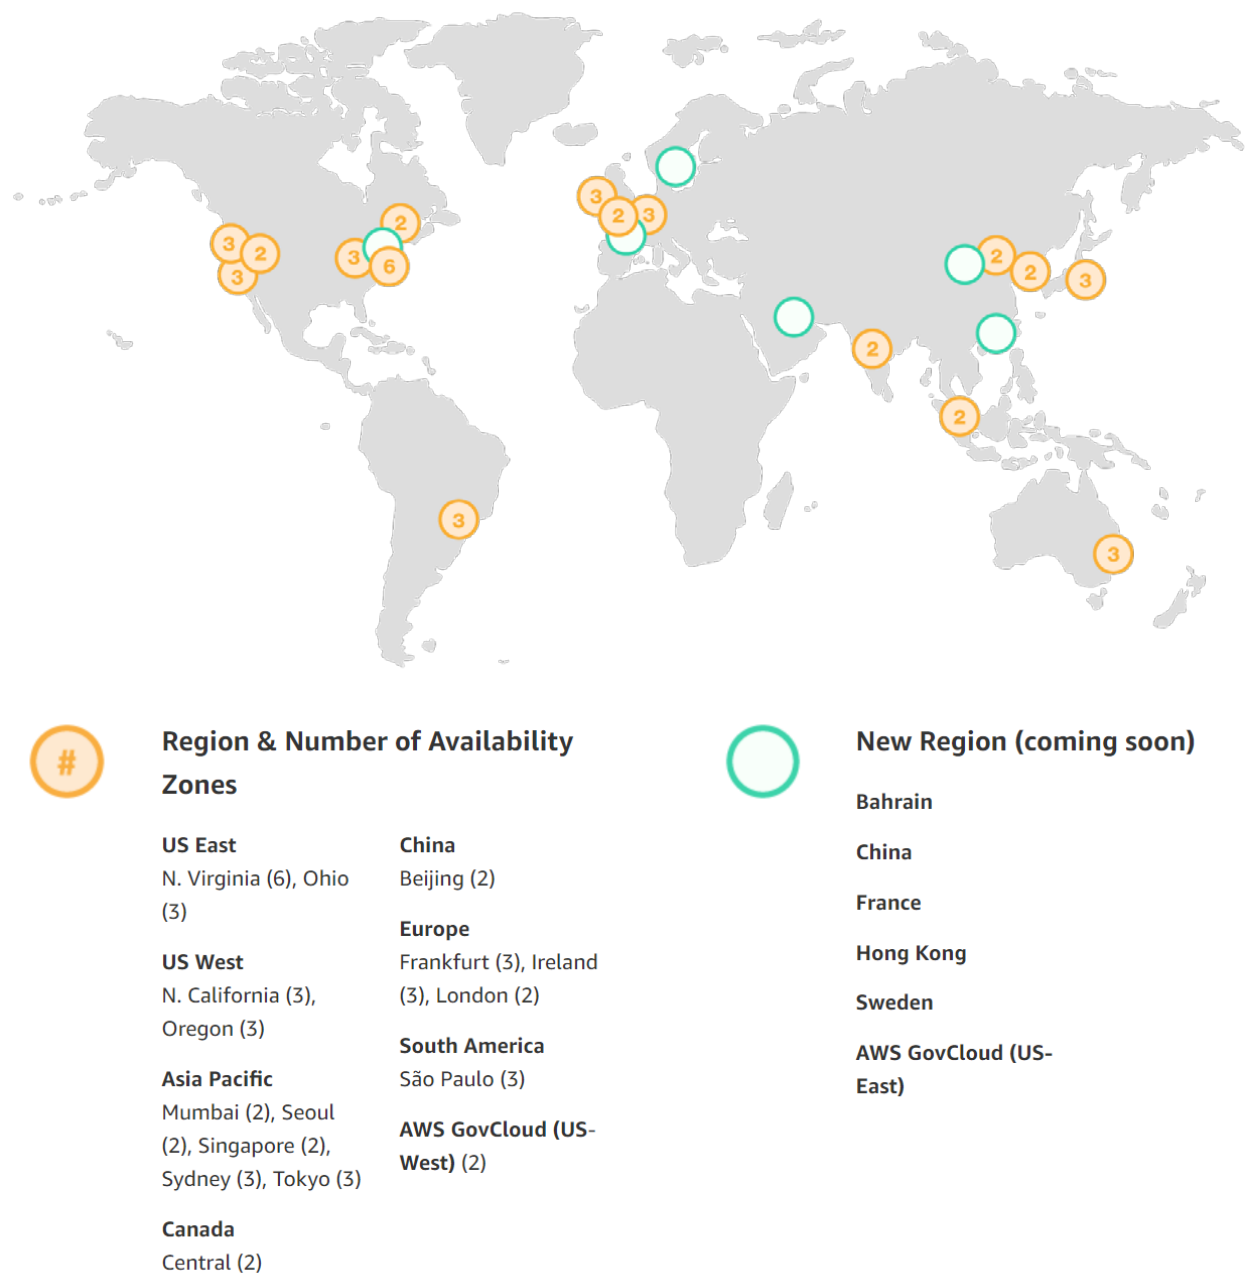 2
3
3
2
3
3
2
3
6
3
2
2
2
3
2
2
3
3
#
Region & Number of Availability
Zones
US East
N. Virginia (6), Ohio
(3)
US West
N. California (3),
Oregon (3)
Asia Pacific
Mumbai (2), Seoul
(2), Singapore (2),
Sydney (3), Tokyo (3)
Canada
Central (2)
China
Beijing (2)
Europe
Frankfurt (3), Ireland
(3), London (2)
South America
São Paulo (3)
AWS GovCloud (US-
West) (2)
New Region (coming soon)
Bahrain
China
France
Hong Kong
Sweden
AWS GovCloud (US-
East)